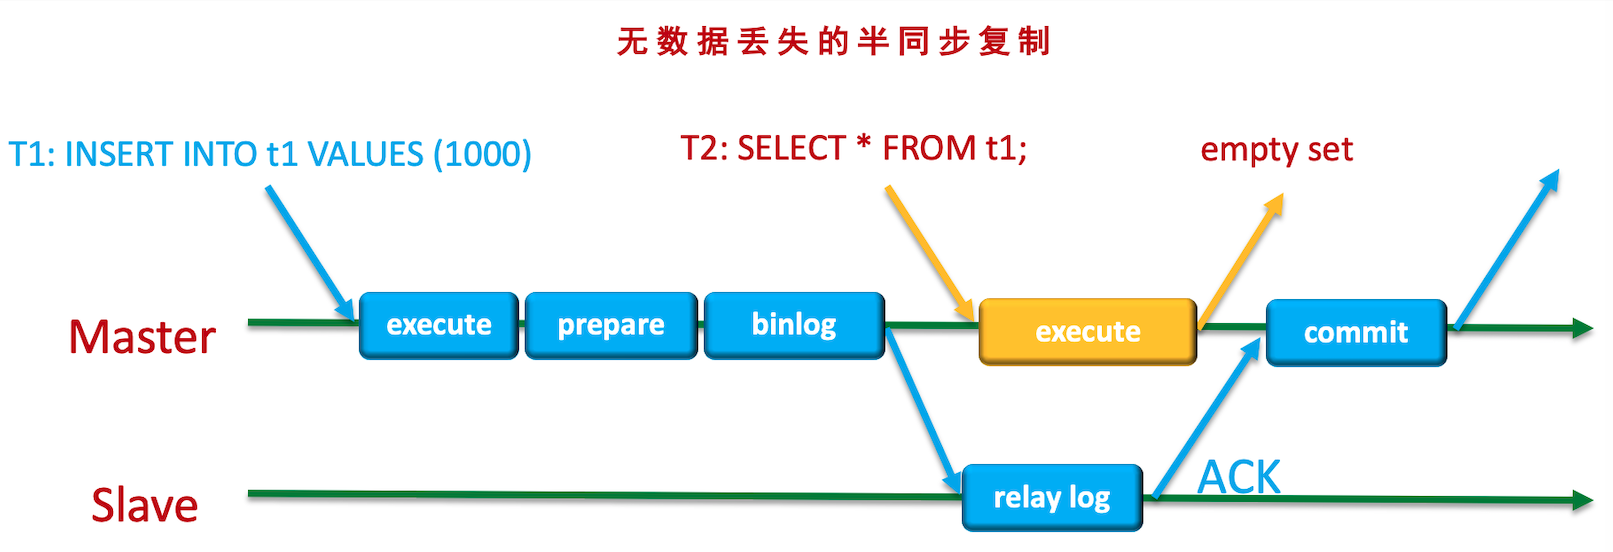 无数据丢失的半同步复制
T1: INSERT INTO t1 VALUES (1000)
T2: SELECT * FROM t1;
empty set
Master
execute
prepare
binlog
execute
commit
Slave
relay log
ACK